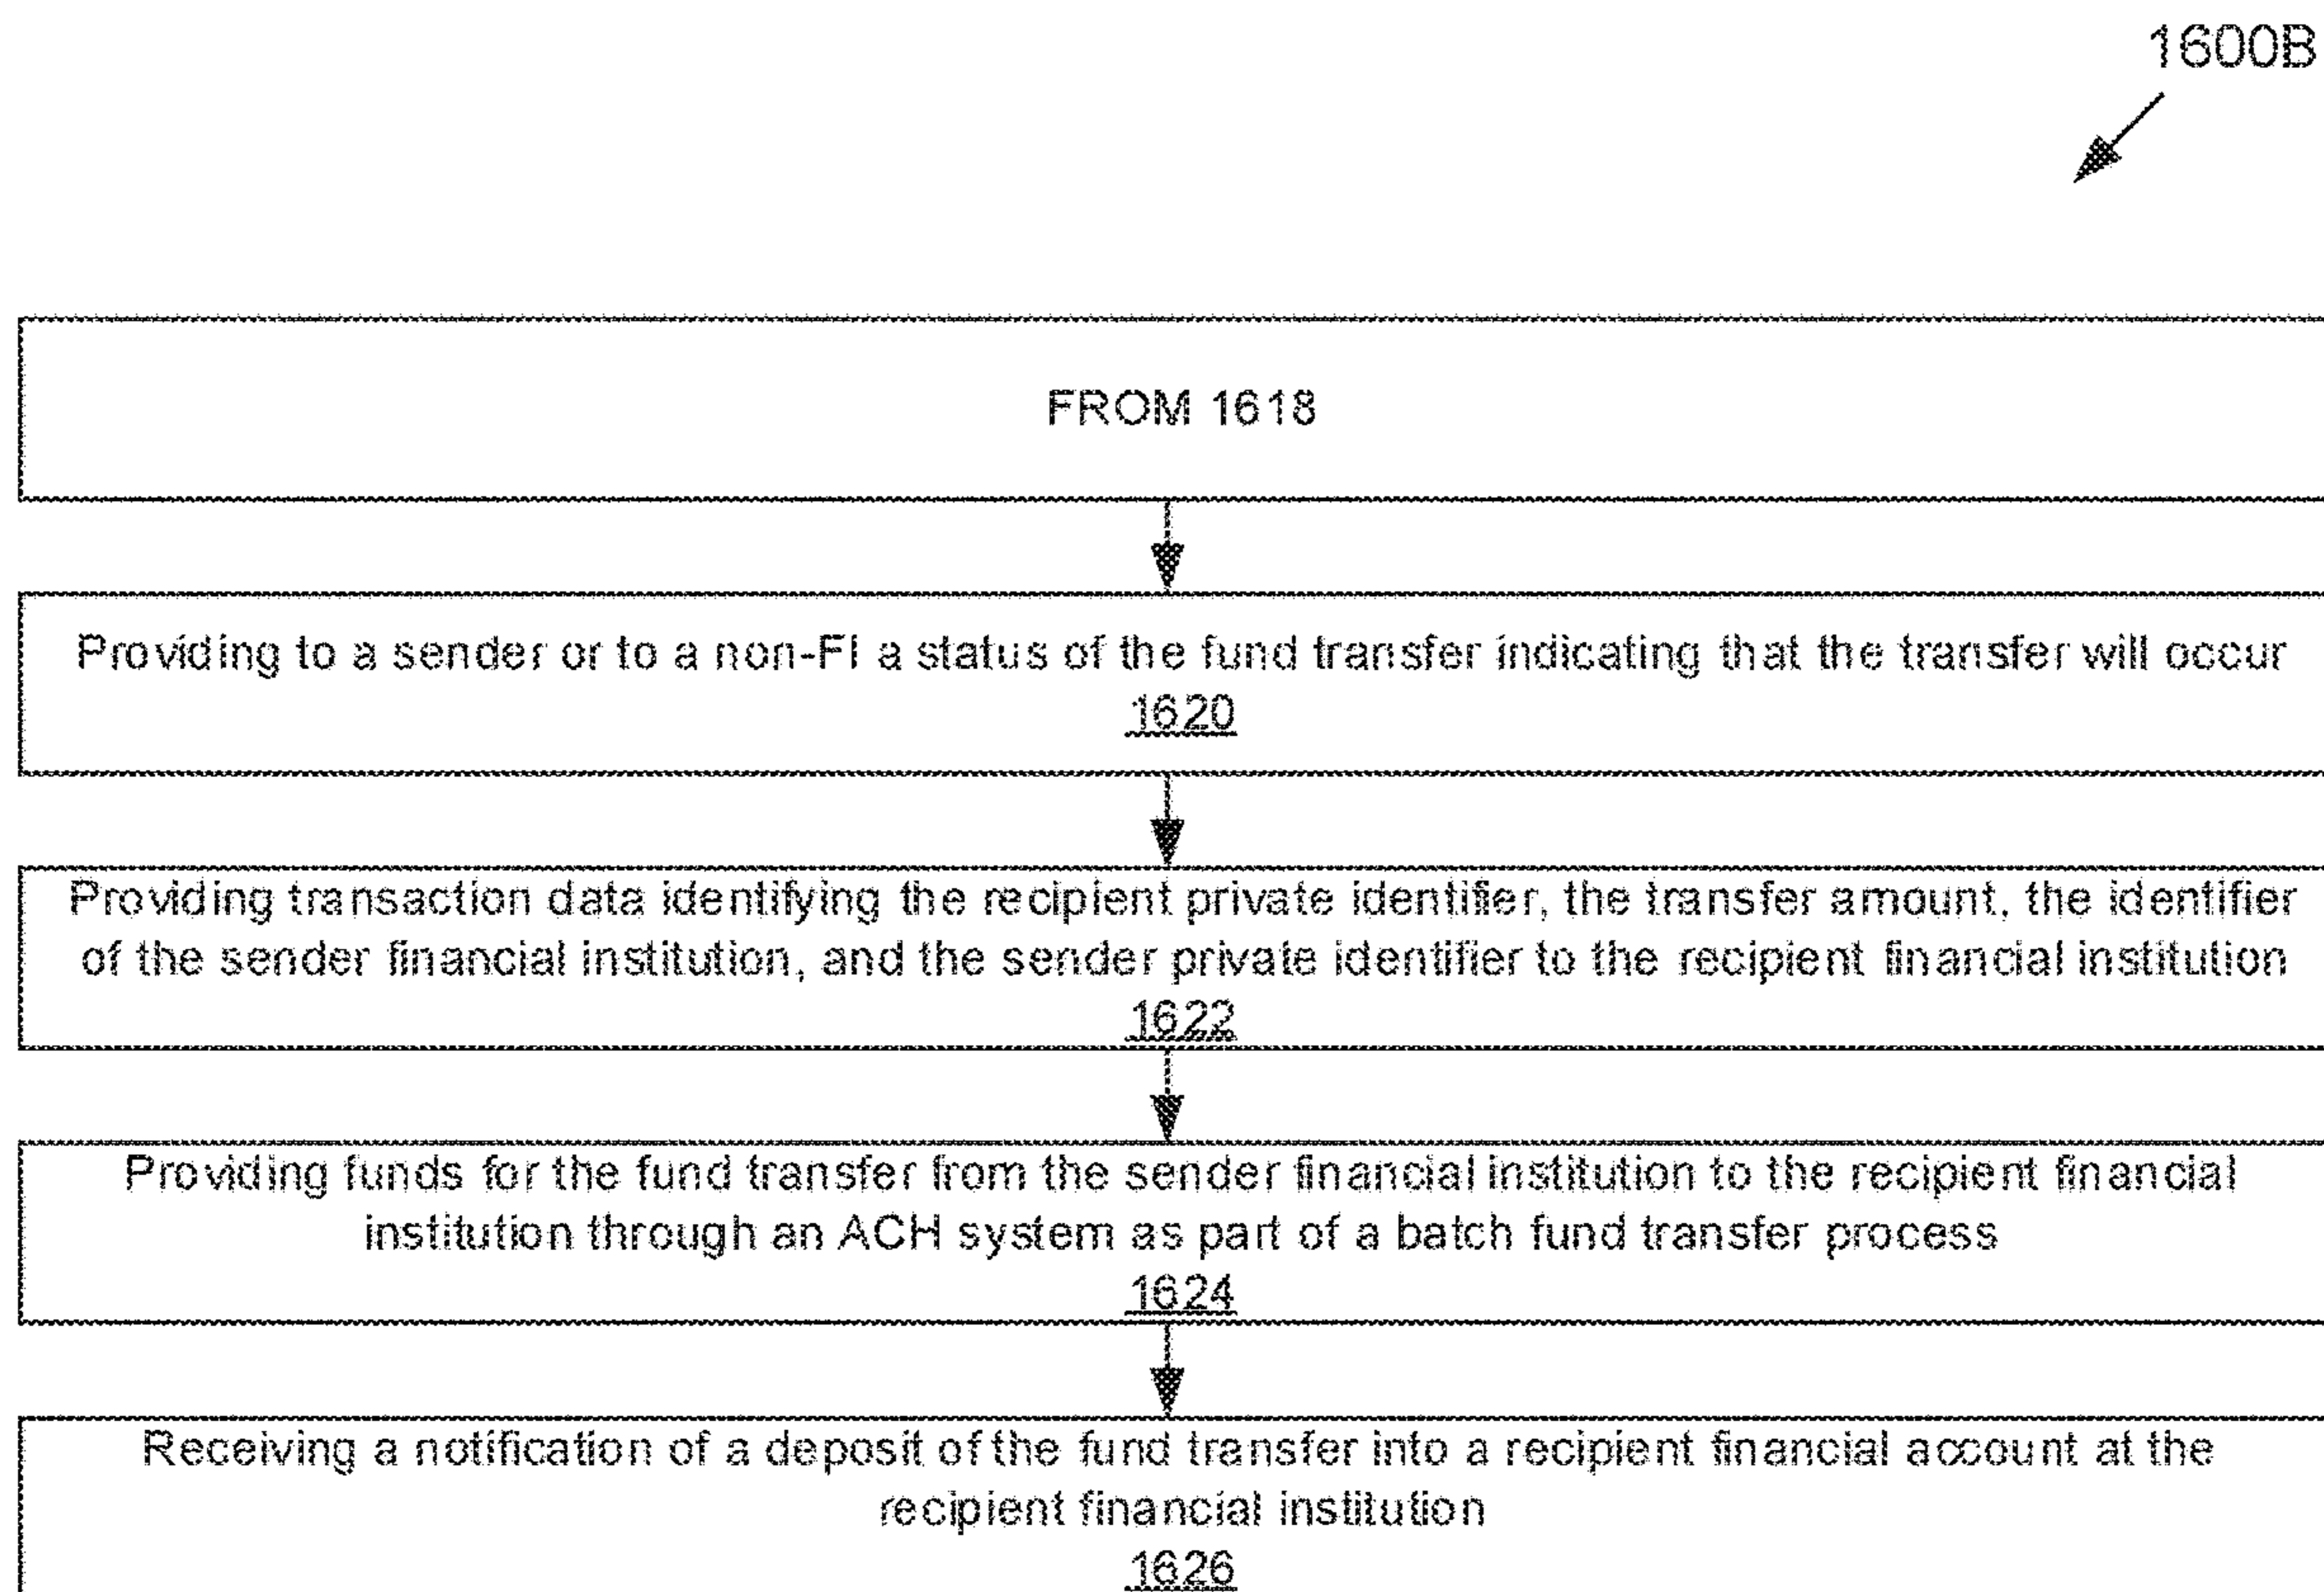 1600B
FROM 1618
Providing to a sender or to a non-FI a status of the fund transfer indicating that the transfer will occur
1620
Providing transaction data identifying the recipient private identifier, the transfer amount, the identifier
of the sender financial institution, and the sender private identifier to the recipient financial institution
1622
Providing funds for the fund transfer from the sender financial institution to the recipient financial
institution through an ACH system as part of a batch fund transfer process
1624
Receiving a notification of a deposit of the fund transfer into a recipient financial account at the
recipient financial institution
1626